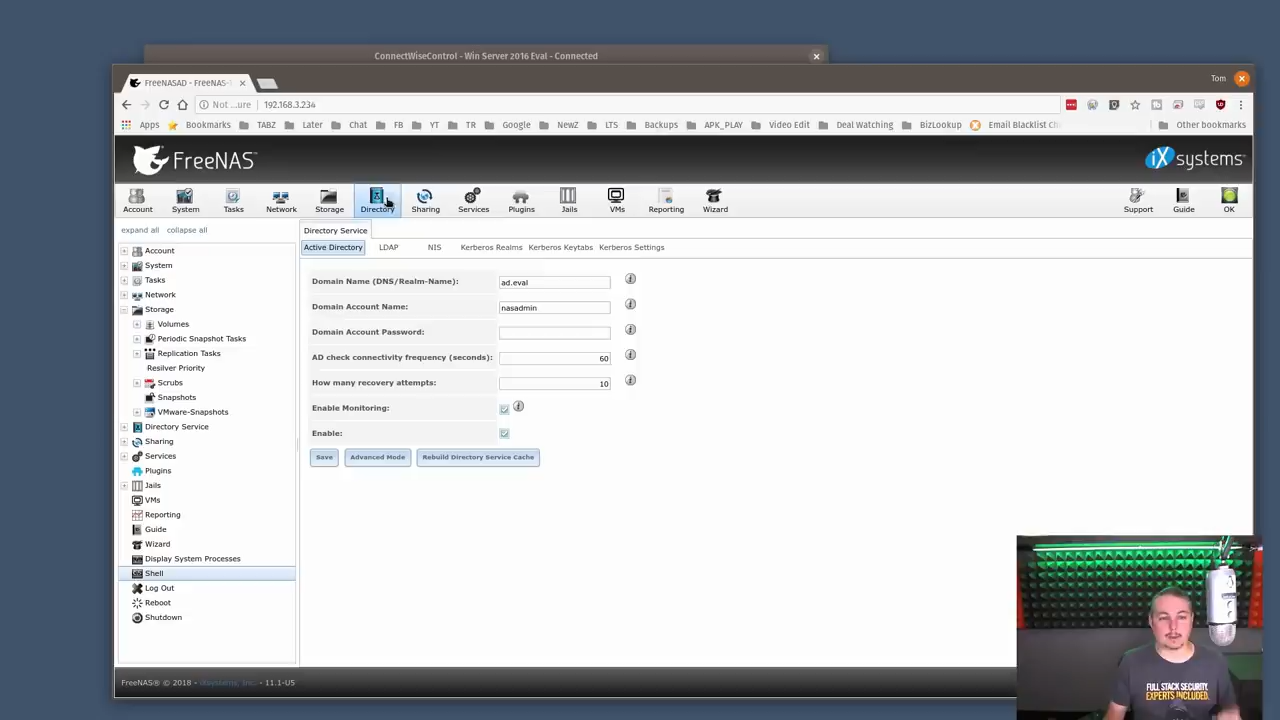 ConnectWiseControl - Win Server 2016 Eval - Connected
FreeNASAD - FreeNAS-
Tom
Not ...ure
192.168.3.234
Apps
Bookmarks
TABZ
Later
Chat
FB
YT
TR
Google
NewZ
LTS
Backups
APK_PLAY
Video Edit
Deal Watching
BizLookup
Email Blacklist Ch
Other bookmarks
FreeNAS
iXsystems
Account
System
Tasks
Network
Storage
Directory
Sharing
Services
Plugins
Jails
VMs
Reporting
Wizard
Support
Guide
OK
expand all
collapse all
Account
System
Tasks
Network
Storage
Volumes
Periodic Snapshot Tasks
Replication Tasks
Resilver Priority
Scrubs
Snapshots
VMware-Snapshots
Directory Service
Sharing
Services
Plugins
Jails
VMs
Reporting
Guide
Wizard
Display System Processes
Shell
Log Out
Reboot
Shutdown
Directory Service
Active Directory
LDAP
NIS
Kerberos Realms
Kerberos Keytabs
Kerberos Settings
Domain Name (DNS/Realm-Name):
ad.eval
Domain Account Name:
nasadmin
Domain Account Password:
AD check connectivity frequency (seconds):
60
How many recovery attempts:
10
Enable Monitoring:
Enable:
Save
Advanced Mode
Rebuild Directory Service Cache
FreeNAS® © 2018 - iXsystems, Inc. - 11.1-U5
FULL STACK SECURITY.
EXPERTS INCLUDED.